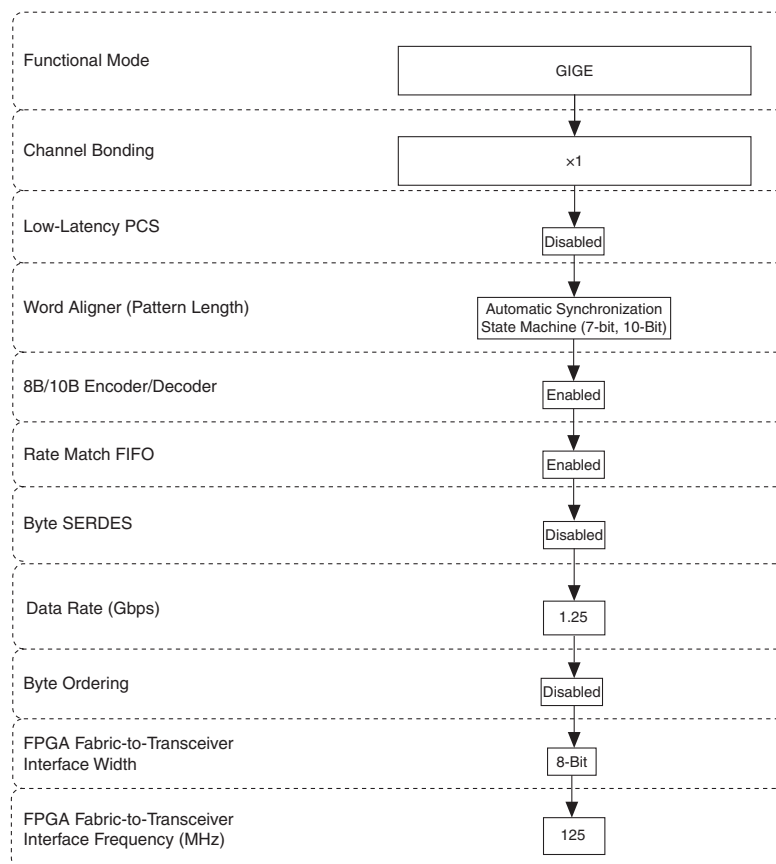 Functional Mode
GIGE
Channel Bonding
×1
Low-Latency PCS
Disabled
Word Aligner (Pattern Length)
Automatic Synchronization
State Machine (7-bit, 10-Bit)
8B/10B Encoder/Decoder
Enabled
Rate Match FIFO
Enabled
Byte SERDES
Disabled
Data Rate (Gbps)
1.25
Byte Ordering
Disabled
FPGA Fabric-to-Transceiver
Interface Width
8-Bit
FPGA Fabric-to-Transceiver
Interface Frequency (MHz)
125